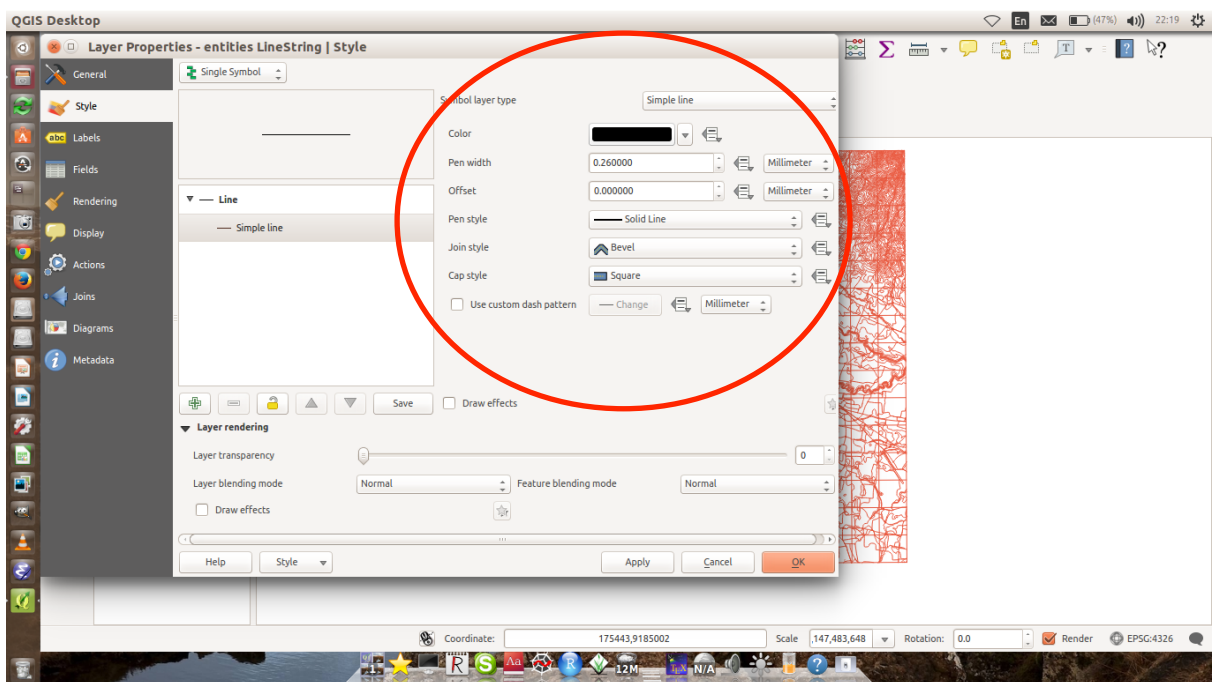 QGIS Desktop
En
(47%)
22:19
Layer Properties - entities LineString | Style
General
Style
abc Labels
Fields
Rendering
Display
Actions
Joins
Diagrams
Metadata
Single Symbol
Line
Simple line
Save
Symbol layer type Simple line
Color
Pen width 0.260000 Millimeter
Offset 0.000000 Millimeter
Pen style Solid Line
Join style Bevel
Cap style Square
Use custom dash pattern Change Millimeter
Draw effects
Layer rendering
Layer transparency 0
Layer blending mode Normal Feature blending mode Normal
Draw effects
Help Style Apply Cancel OK
Coordinate: 175443,9185002 Scale ,147,483,648 Rotation: 0.0 Render EPSG:4326
1 R S Aa R 12M TEX N/A ?